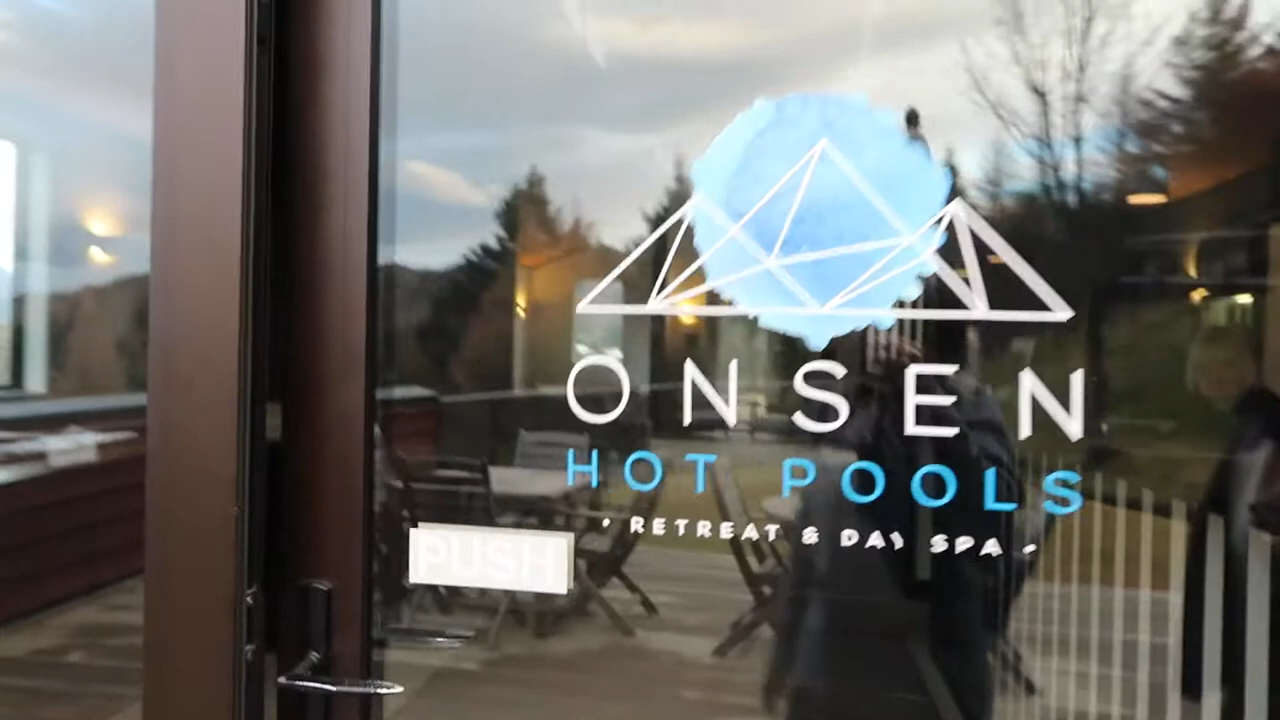 ONSEN
HOT POOLS
• RETREAT & DAY SPA •
PUSH